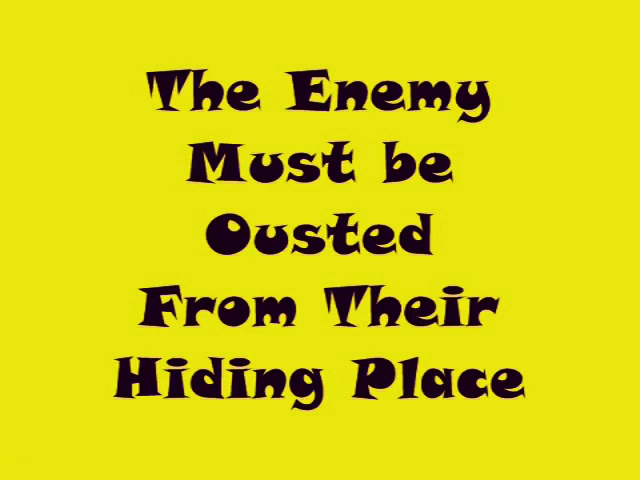 The Enemy
Must be
Ousted
From Their
Hiding Place